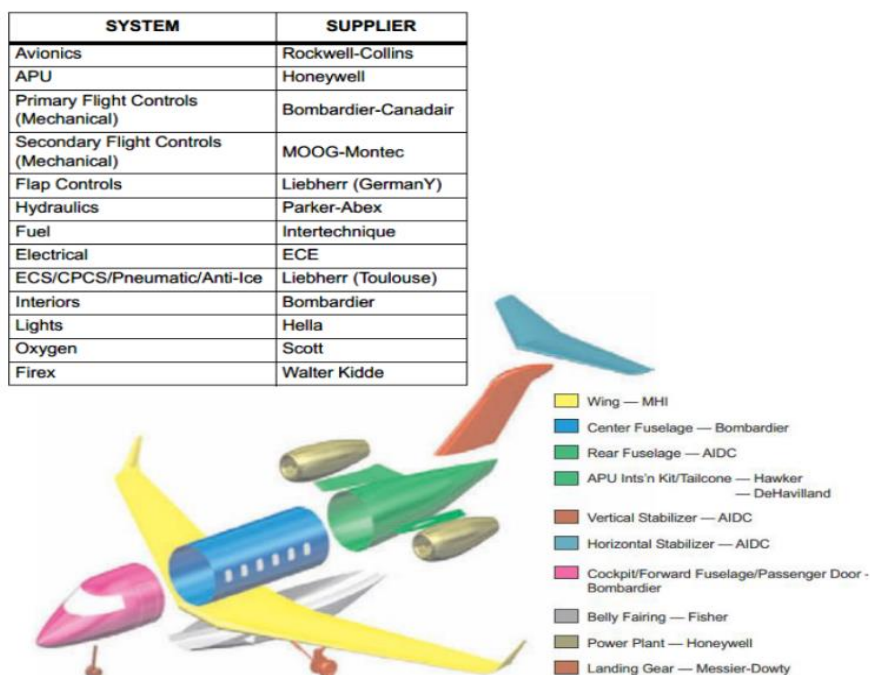 SYSTEM SUPPLIER
Avionics Rockwell-Collins
APU Honeywell
Primary Flight Controls
(Mechanical) Bombardier-Canadair
Secondary Flight Controls
(Mechanical) MOOG-Montec
Flap Controls Liebherr (GermanY)
Hydraulics Parker-Abex
Fuel Intertechnique
Electrical ECE
ECS/CPCS/Pneumatic/Anti-Ice Liebherr (Toulouse)
Interiors Bombardier
Lights Hella
Oxygen Scott
Firex Walter Kidde
Wing — MHI
Center Fuselage — Bombardier
Rear Fuselage — AIDC
APU Ints'n Kit/Tailcone — Hawker
— DeHavilland
Vertical Stabilizer — AIDC
Horizontal Stabilizer — AIDC
Cockpit/Forward Fuselage/Passenger Door -
Bombardier
Belly Fairing — Fisher
Power Plant — Honeywell
Landing Gear — Messier-Dowty